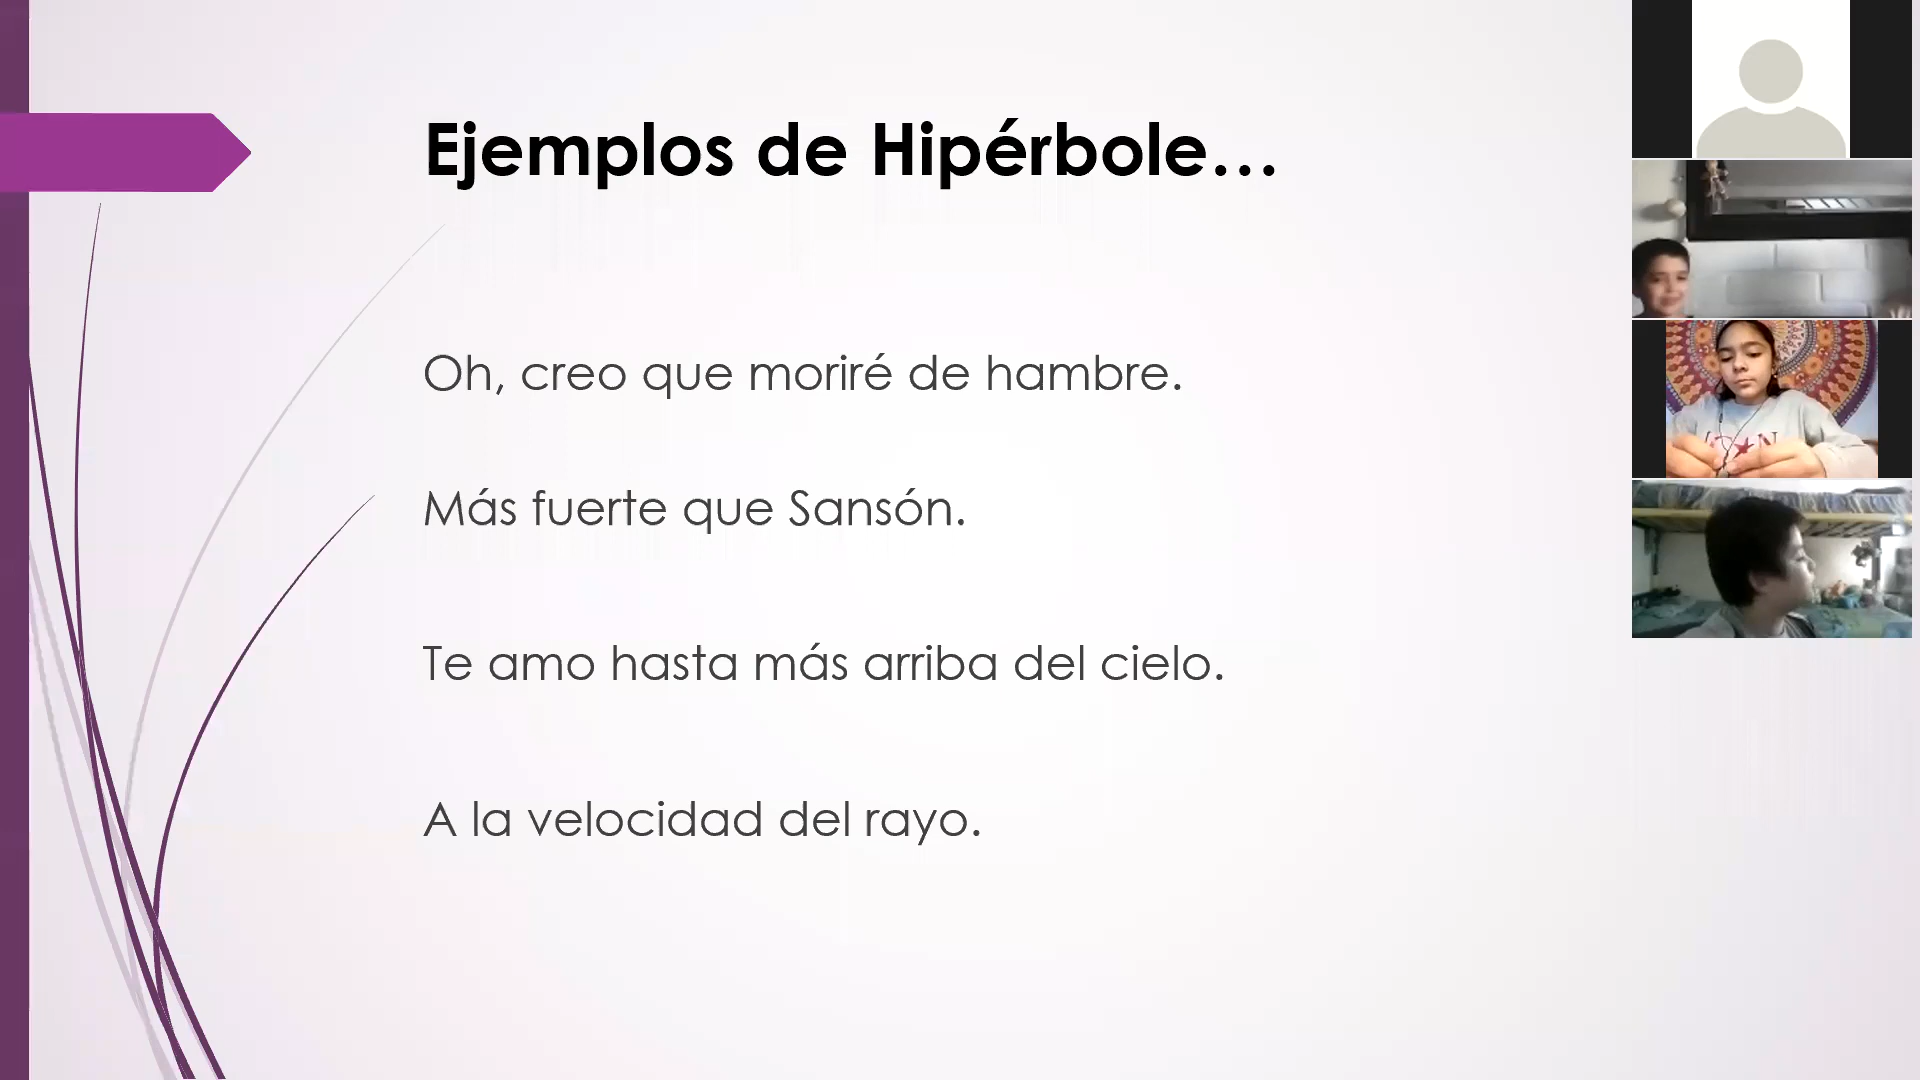 Ejemplos de Hipérbole…
Oh, creo que moriré de hambre.
Más fuerte que Sansón.
Te amo hasta más arriba del cielo.
A la velocidad del rayo.